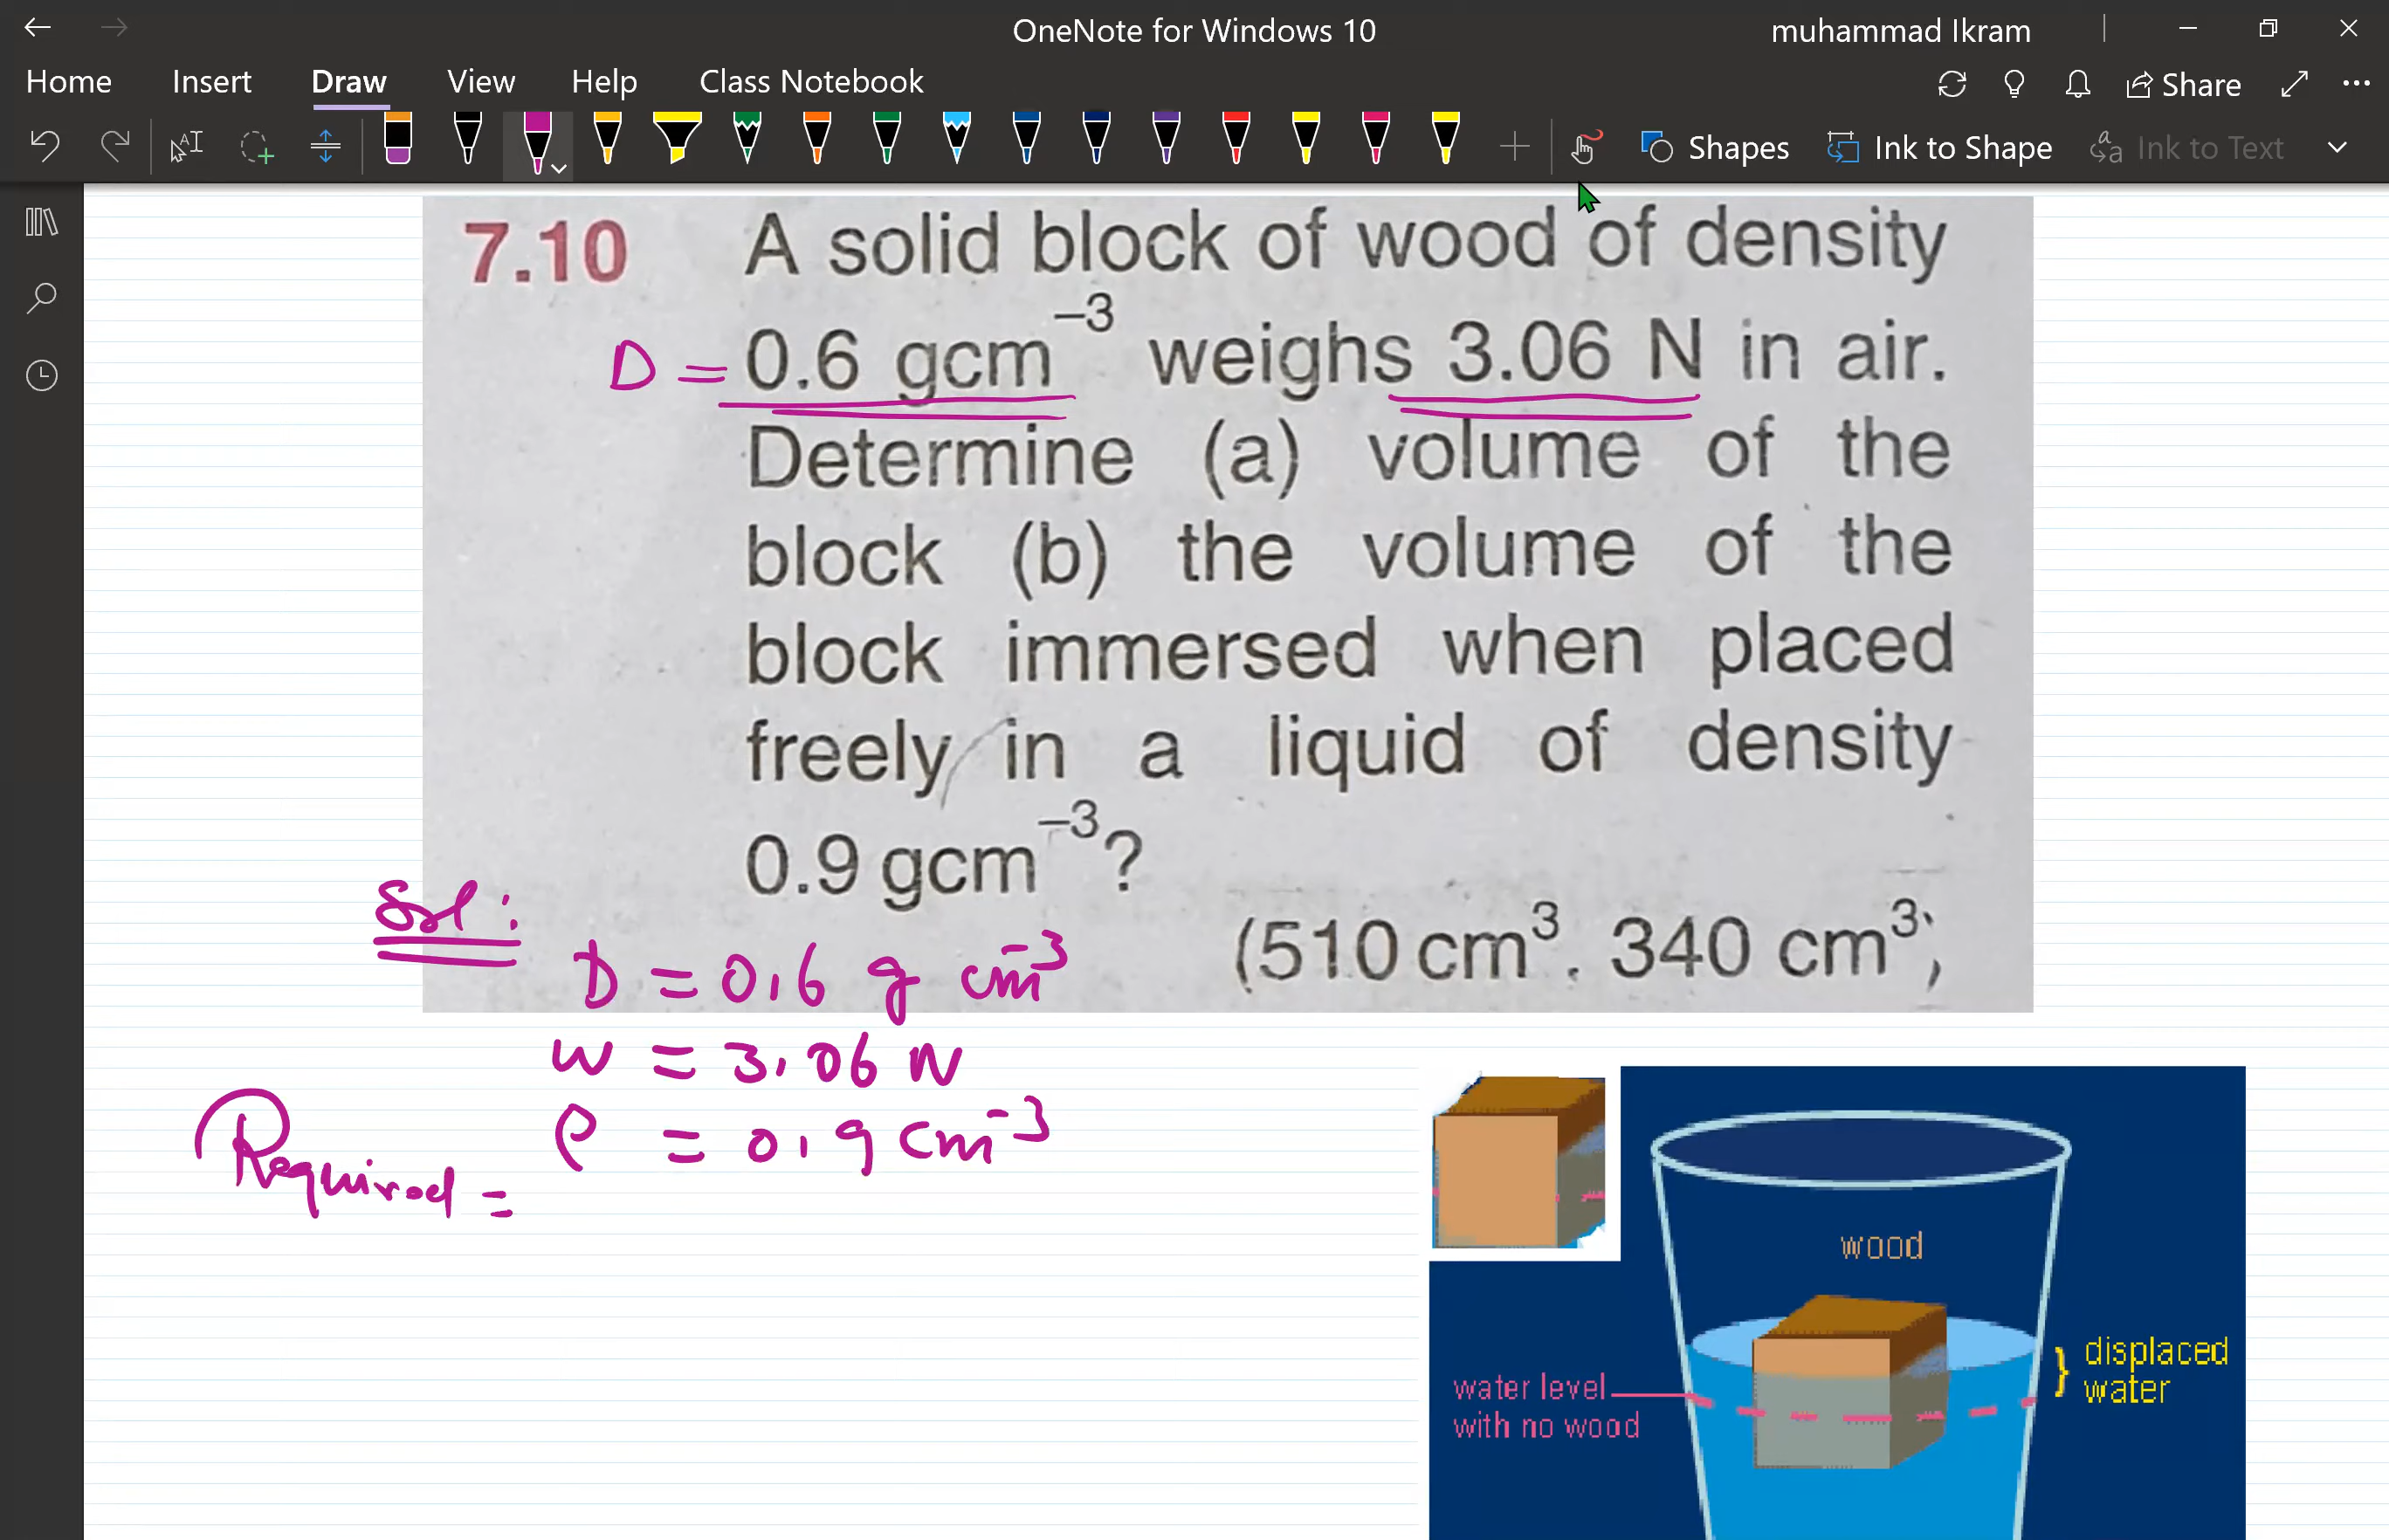 OneNote for Windows 10
muhammad Ikram
Home Insert Draw View Help Class Notebook
Share
Shapes Ink to Shape Ink to Text
7.10 A solid block of wood of density
D = 0.6 gcm⁻³ weighs 3.06 N in air.
Determine (a) volume of the
block (b) the volume of the
block immersed when placed
freely in a liquid of density
0.9 gcm⁻³?
(510 cm³. 340 cm³)
Sol:
D = 0.6 g cm⁻³
W = 3.06 N
ρ = 0.9 cm⁻³
Required =
wood
displaced
water
water level
with no wood